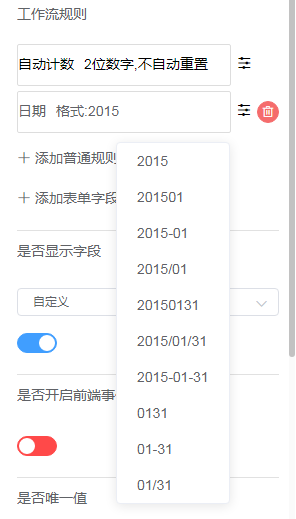 工作流规则
自动计数 2位数字,不自动重置
日期 格式:2015
添加普通规则
添加表单字段
是否显示字段
自定义
是否开启前端事
是否唯一值
2015
201501
2015-01
2015/01
20150131
2015/01/31
2015-01-31
0131
01-31
01/31